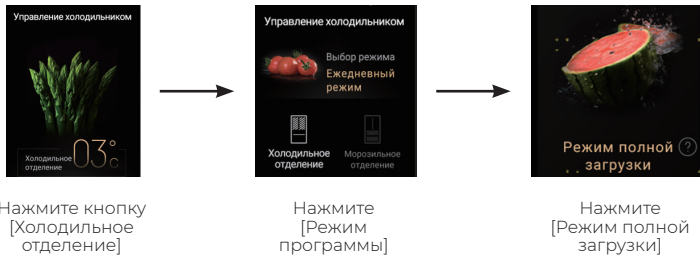 Управление холодильником
Холодильное
отделение
03°C
Нажмите кнопку
[Холодильное
отделение]
Управление холодильником
Выбор режима
Ежедневный
режим
Холодильное
отделение
Морозильное
отделение
Нажмите
[Режим
программы]
Режим полной
загрузки
?
Нажмите
[Режим полной
загрузки]